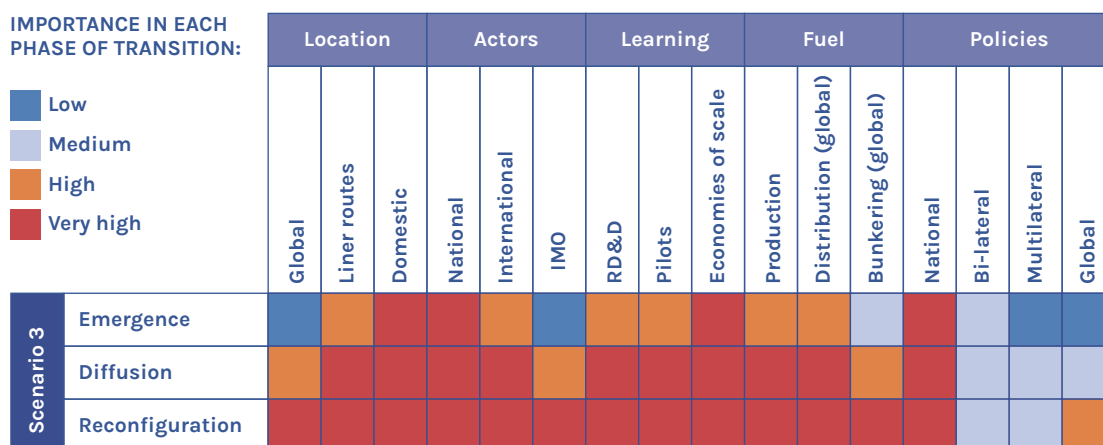 IMPORTANCE IN EACH
PHASE OF TRANSITION:
Low
Medium
High
Very high
Location
Actors
Learning
Fuel
Policies
Global
Liner routes
Domestic
National
International
IMO
RD&D
Pilots
Economies of scale
Production
Distribution (global)
Bunkering (global)
National
Bi-lateral
Multilateral
Global
Scenario 3
Emergence
Diffusion
Reconfiguration